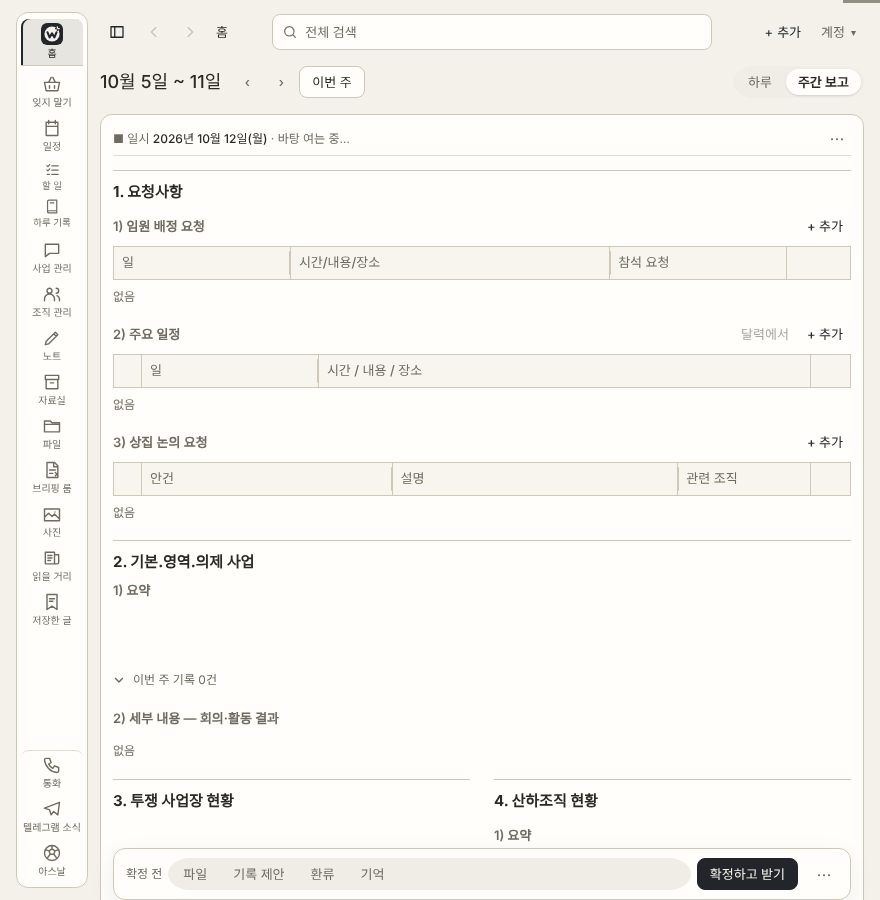 홈
전체 검색
+ 추가
계정 ▾
10월 5일 ~ 11일
‹
›
이번 주
하루
주간 보고
홈
잊지 말기
일정
할 일
하루 기록
사업 관리
조직 관리
노트
자료실
파일
브리핑 룸
사진
읽을 거리
저장한 글
통화
텔레그램 소식
아스날
■ 일시 2026년 10월 12일(월) · 바탕 여는 중…
⋯
1. 요청사항
1) 임원 배정 요청
+ 추가
일 시간/내용/장소 참석 요청
없음
2) 주요 일정
달력에서 + 추가
일 시간 / 내용 / 장소
없음
3) 상집 논의 요청
+ 추가
안건 설명 관련 조직
없음
2. 기본.영역.의제 사업
1) 요약
이번 주 기록 0건
2) 세부 내용 — 회의·활동 결과
없음
3. 투쟁 사업장 현황
4. 산하조직 현황
1) 요약
확정 전 파일 기록 제안 환류 기억 확정하고 받기 ⋯